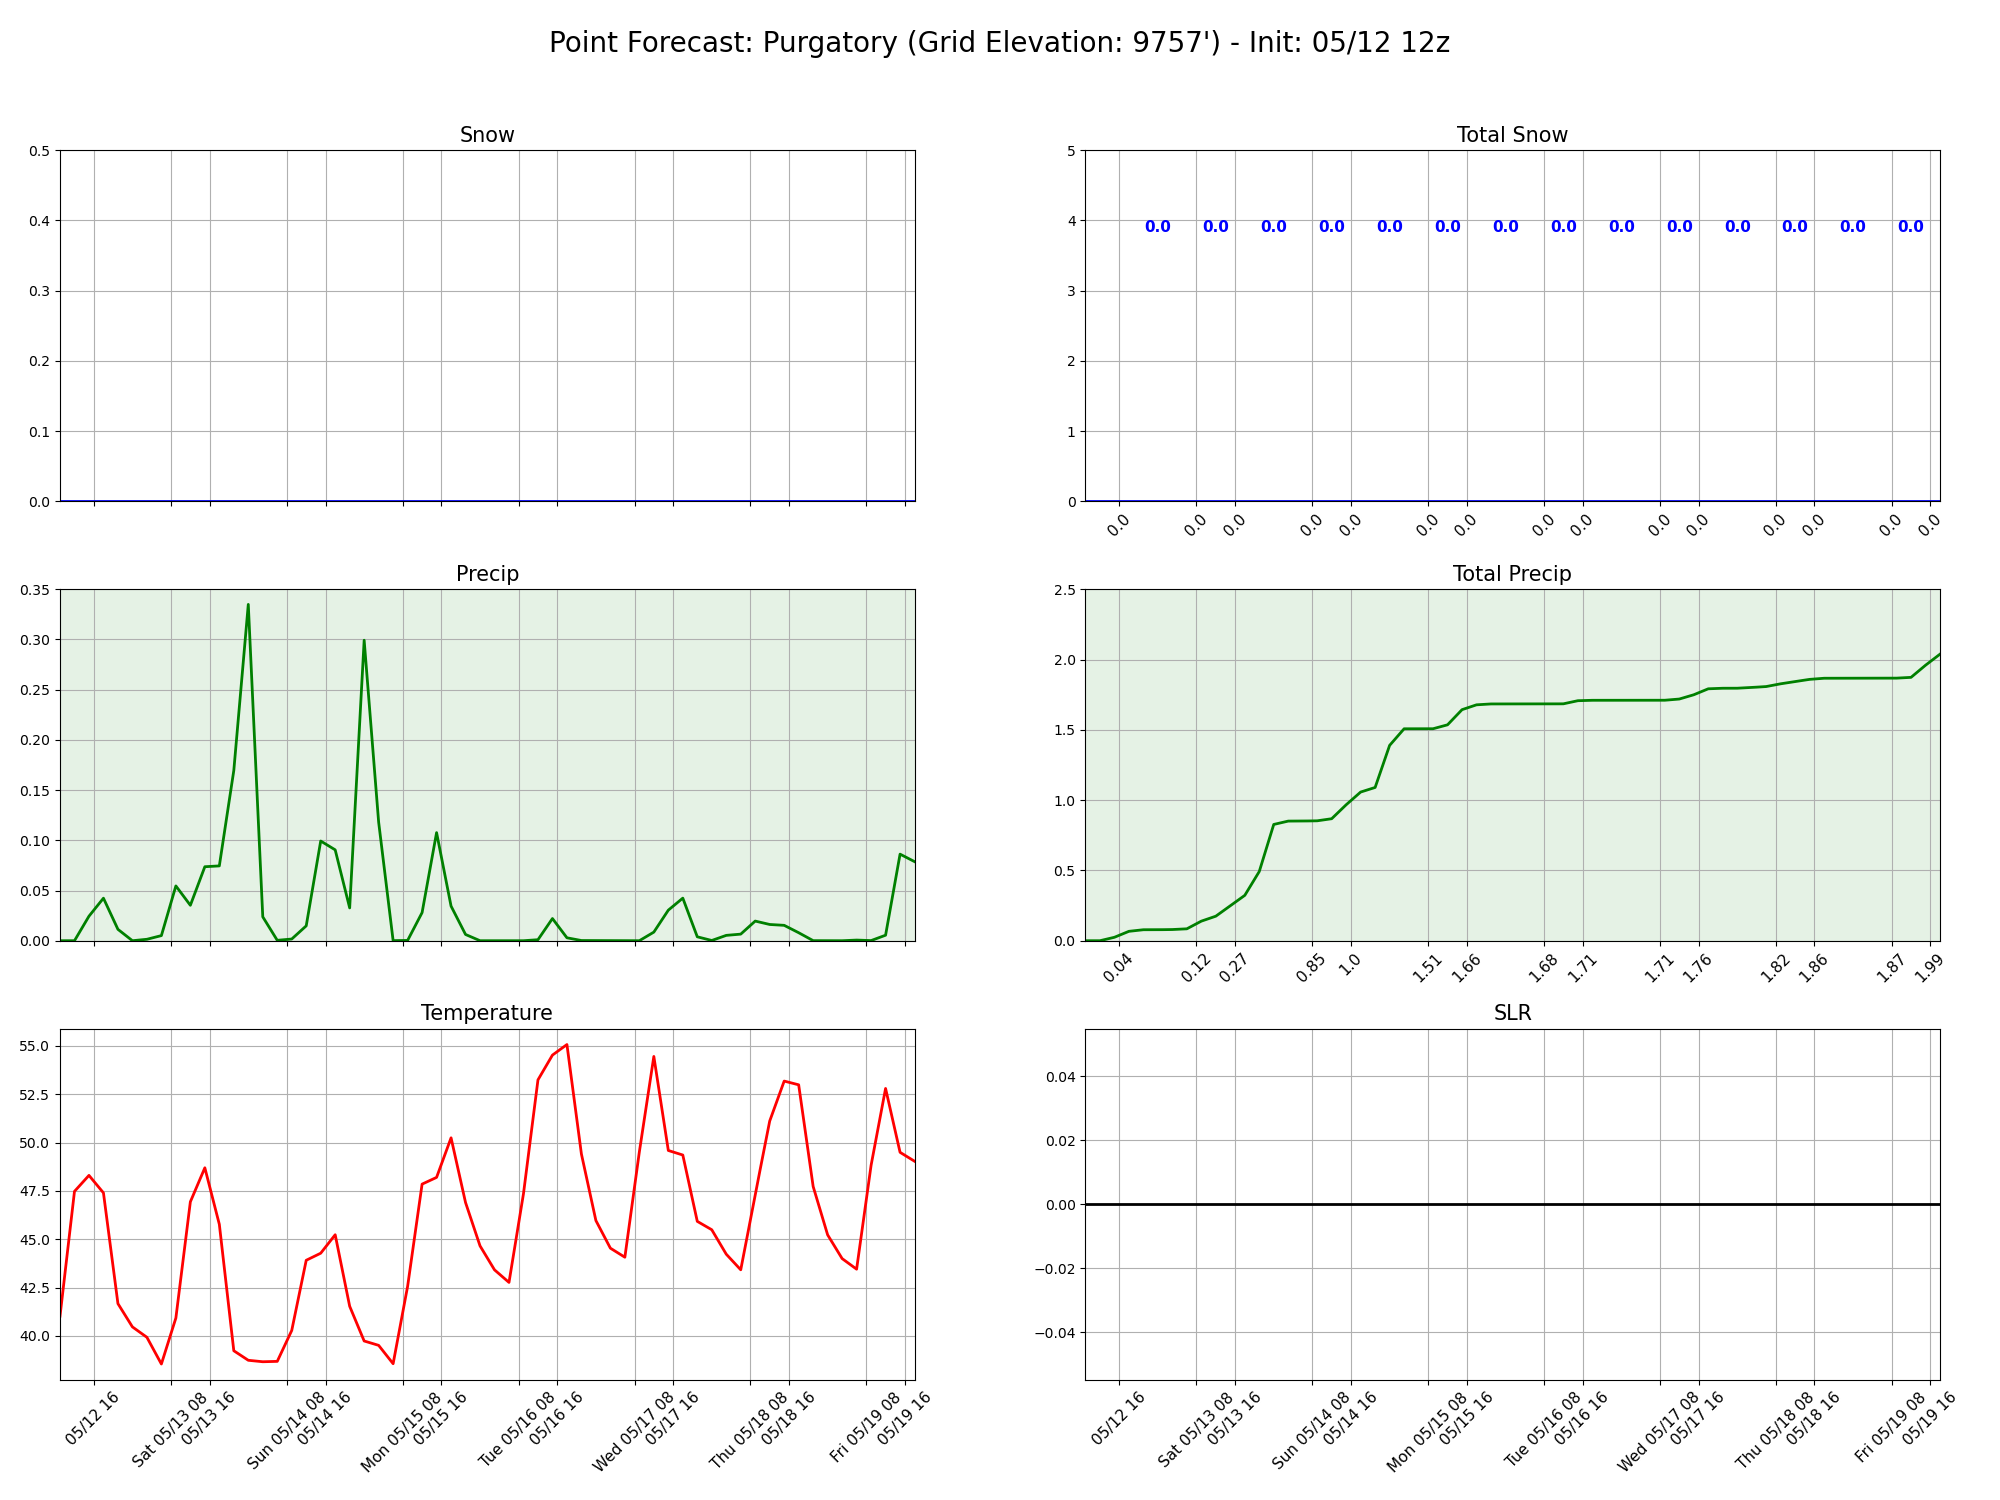 Point Forecast: Purgatory (Grid Elevation: 9757') - Init: 05/12 12z
Snow
0.5
0.4
0.3
0.2
0.1
0.0
Total Snow
5
4
3
2
1
0
0.0 0.0 0.0 0.0 0.0 0.0 0.0 0.0 0.0 0.0 0.0 0.0 0.0 0.0
0.0 0.0 0.0 0.0 0.0 0.0 0.0 0.0 0.0 0.0 0.0 0.0 0.0 0.0 0.0
Precip
0.35
0.30
0.25
0.20
0.15
0.10
0.05
0.00
Total Precip
2.5
2.0
1.5
1.0
0.5
0.0
0.04 0.12 0.27 0.85 1.0 1.51 1.66 1.68 1.71 1.71 1.76 1.82 1.86 1.87 1.99
Temperature
55.0
52.5
50.0
47.5
45.0
42.5
40.0
05/12 16
Sat 05/13 08
05/13 16
Sun 05/14 08
05/14 16
Mon 05/15 08
05/15 16
Tue 05/16 08
05/16 16
Wed 05/17 08
05/17 16
Thu 05/18 08
05/18 16
Fri 05/19 08
05/19 16
SLR
0.04
0.02
0.00
−0.02
−0.04
05/12 16
Sat 05/13 08
05/13 16
Sun 05/14 08
05/14 16
Mon 05/15 08
05/15 16
Tue 05/16 08
05/16 16
Wed 05/17 08
05/17 16
Thu 05/18 08
05/18 16
Fri 05/19 08
05/19 16